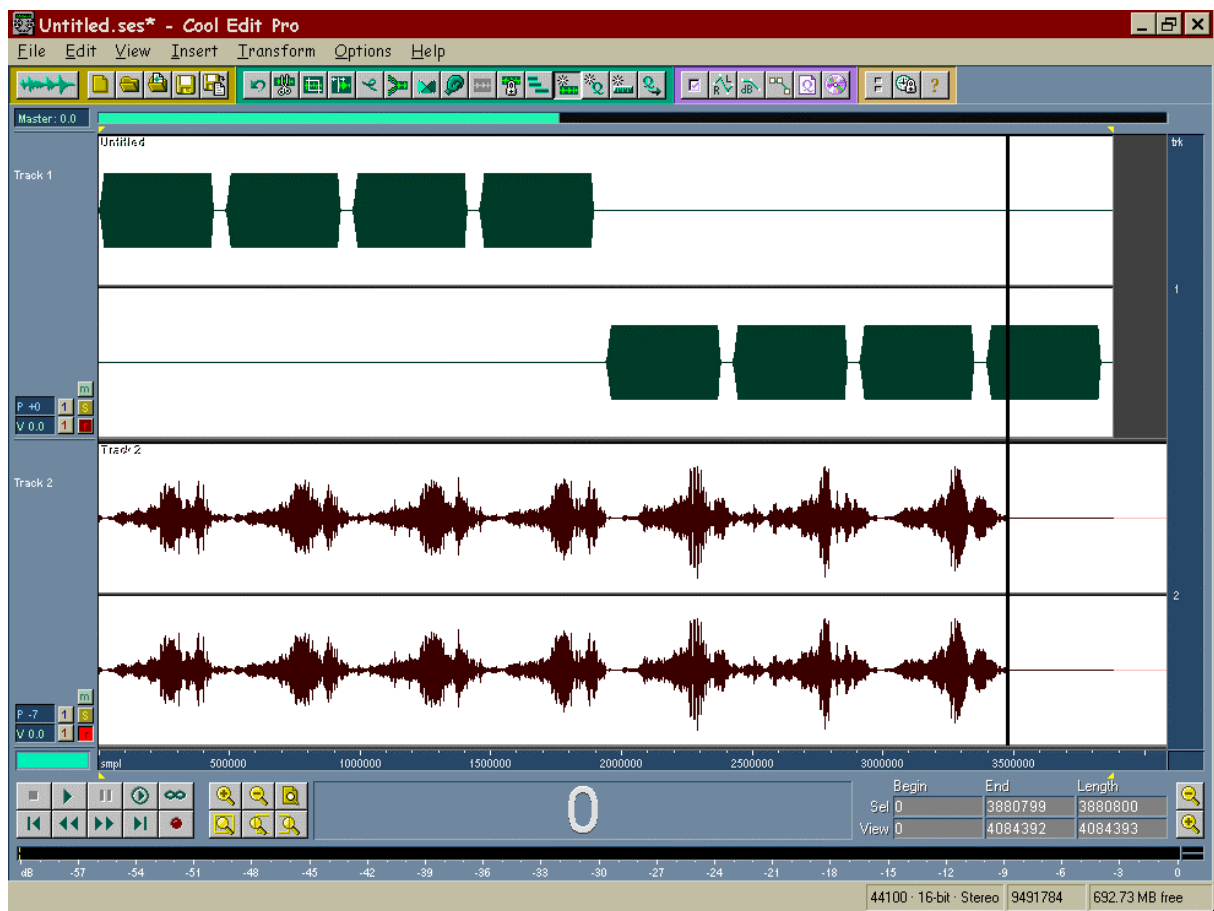 Untitled.ses* - Cool Edit Pro
File Edit View Insert Transform Options Help
Master: 0.0
Untitled
trk
Track 1
1
m
P +0 1 S
V 0.0 1 r
Track 2
Track 2
2
m
P -7 1 S
V 0.0 1 r
smpl 500000 1000000 1500000 2000000 2500000 3000000 3500000
0
Begin End Length
Sel 0 3880799 3880800
View 0 4084392 4084393
dB -57 -54 -51 -48 -45 -42 -39 -36 -33 -30 -27 -24 -21 -18 -15 -12 -9 -6 -3 0
44100 · 16-bit · Stereo 9491784 692.73 MB free